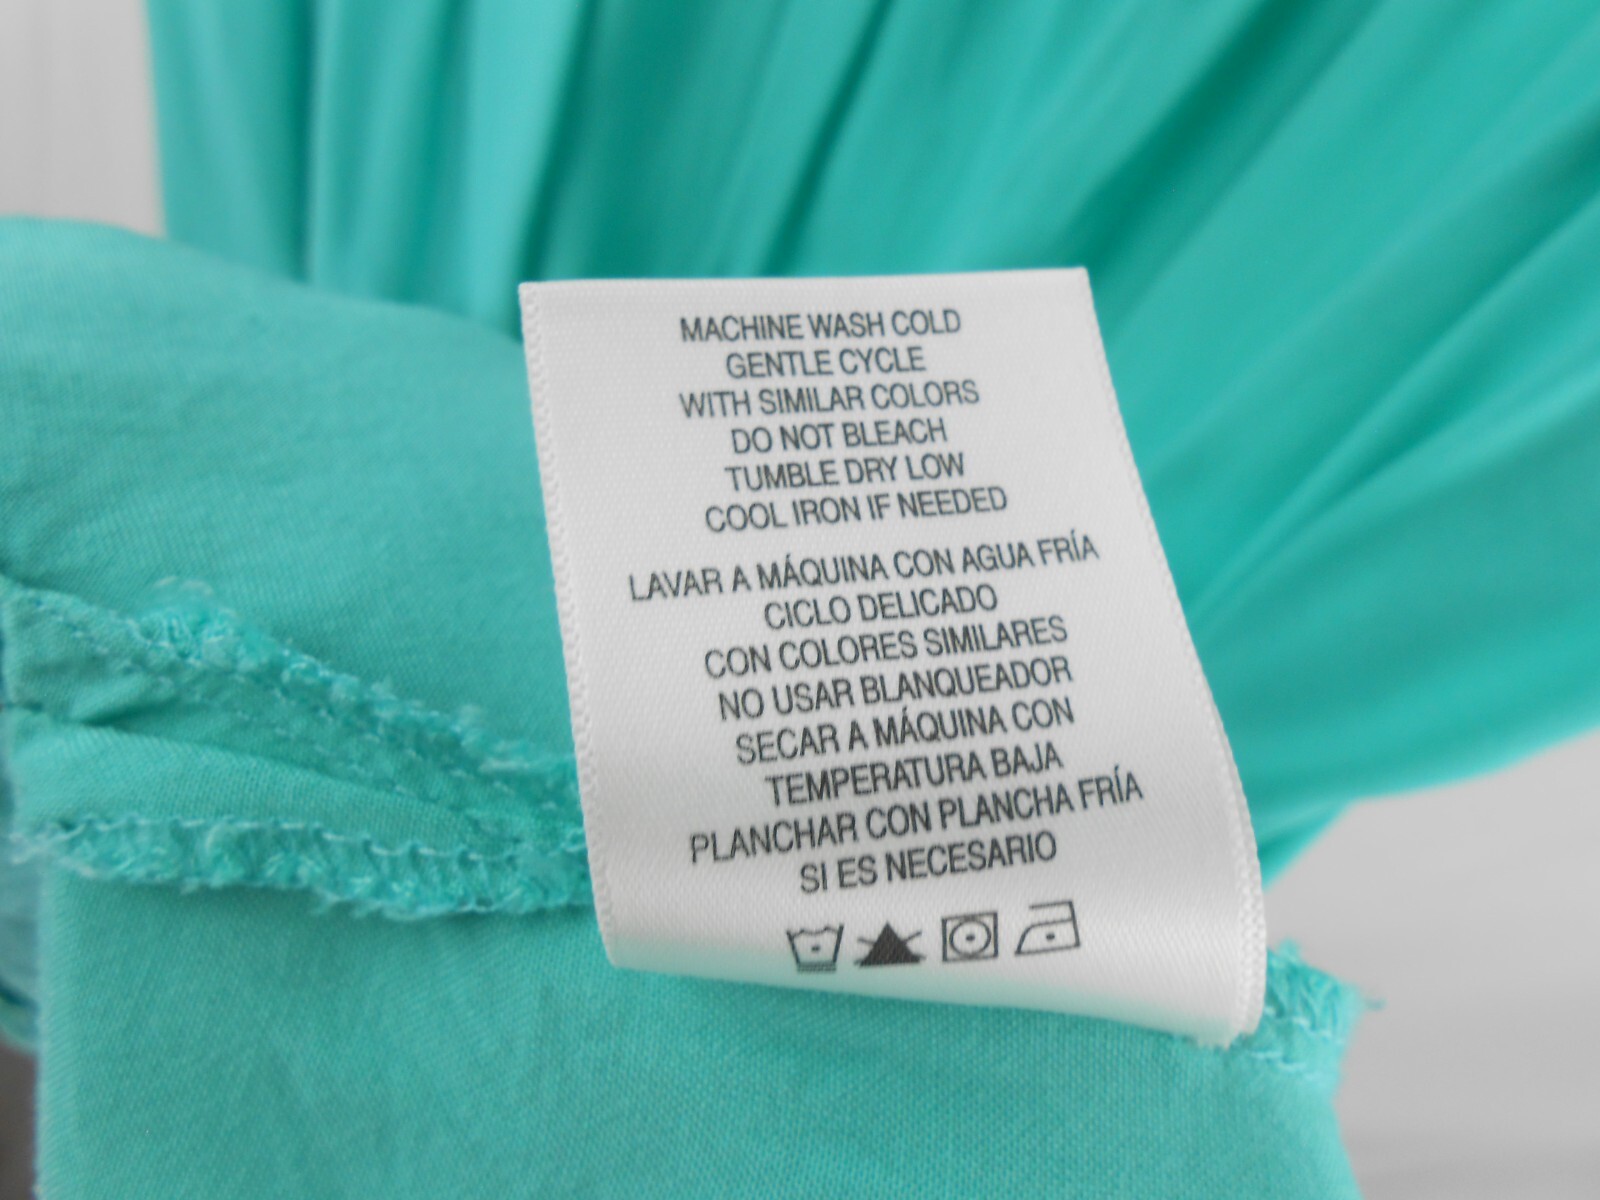 MACHINE WASH COLD
GENTLE CYCLE
WITH SIMILAR COLORS
DO NOT BLEACH
TUMBLE DRY LOW
COOL IRON IF NEEDED
LAVAR A MÁQUINA CON AGUA FRÍA
CICLO DELICADO
CON COLORES SIMILARES
NO USAR BLANQUEADOR
SECAR A MÁQUINA CON
TEMPERATURA BAJA
PLANCHAR CON PLANCHA FRÍA
SI ES NECESARIO